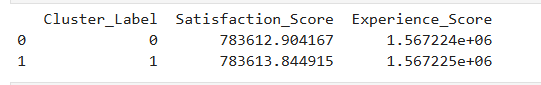 Cluster_Label Satisfaction_Score Experience_Score
0 0 783612.904167 1.567224e+06
1 1 783613.844915 1.567225e+06